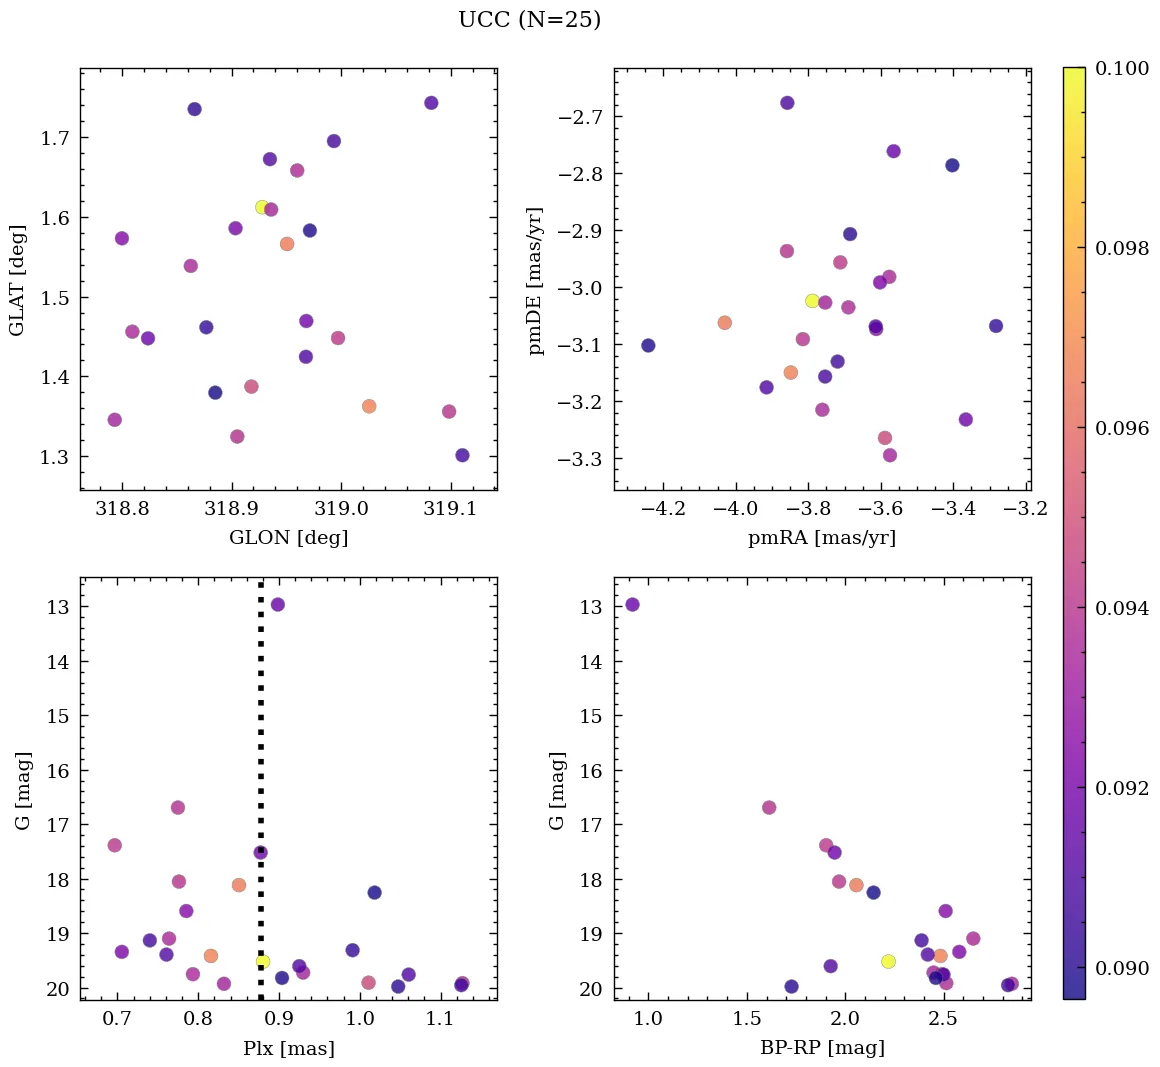 UCC (N=25)
1.7
1.6
1.5
1.4
1.3
GLAT [deg]
318.8 318.9 319.0 319.1
GLON [deg]
−2.7
−2.8
−2.9
−3.0
−3.1
−3.2
−3.3
pmDE [mas/yr]
−4.2 −4.0 −3.8 −3.6 −3.4 −3.2
pmRA [mas/yr]
13
14
15
16
17
18
19
20
G [mag]
0.7 0.8 0.9 1.0 1.1
Plx [mas]
13
14
15
16
17
18
19
20
G [mag]
1.0 1.5 2.0 2.5
BP-RP [mag]
0.100
0.098
0.096
0.094
0.092
0.090